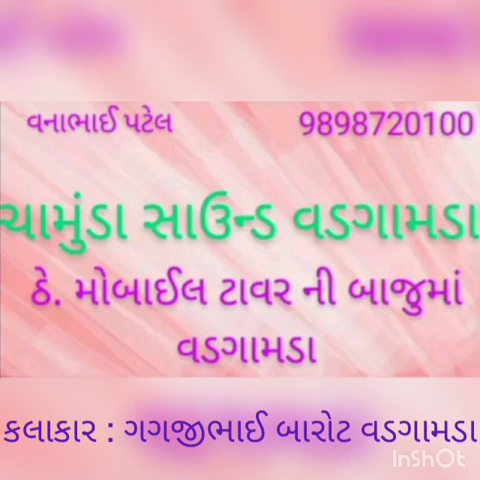 વનાભાઈ પટેલ 9898720100
ચામુંડા સાઉન્ડ વડગામડા
ઠે. મોબાઈલ ટાવર ની બાજુમાં
વડગામડા
કલાકાર : ગગજીભાઈ બારોટ વડગામડા
InShOt